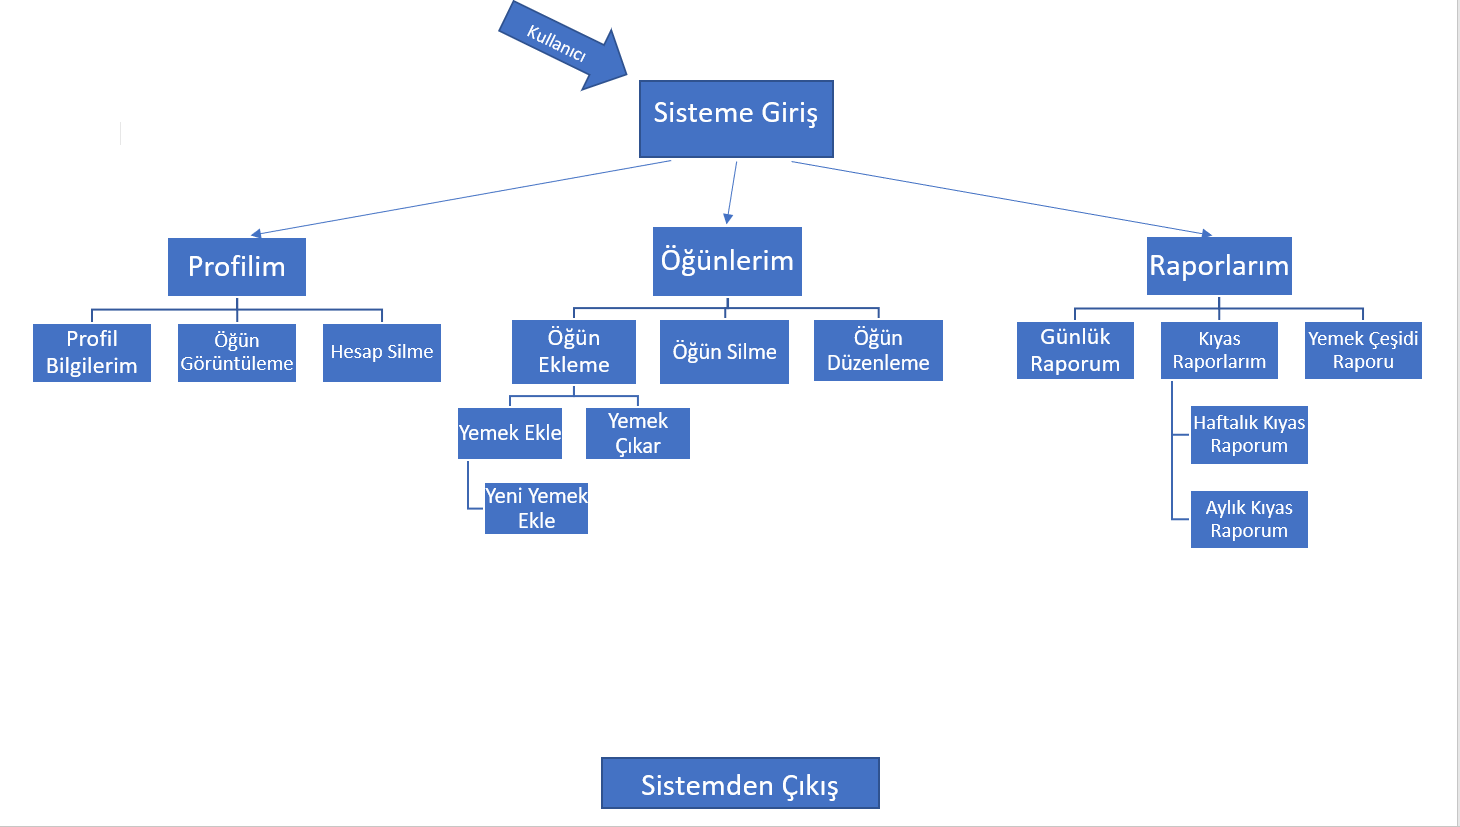 Kullanıcı
Sisteme Giriş
Profilim
Öğünlerim
Raporlarım
Profil
Bilgilerim
Öğün
Görüntüleme
Hesap Silme
Öğün
Ekleme
Öğün Silme
Öğün
Düzenleme
Günlük
Raporum
Kıyas
Raporlarım
Yemek Çeşidi
Raporu
Yemek Ekle
Yemek
Çıkar
Haftalık Kıyas
Raporum
Yeni Yemek
Ekle
Aylık Kıyas
Raporum
Sistemden Çıkış